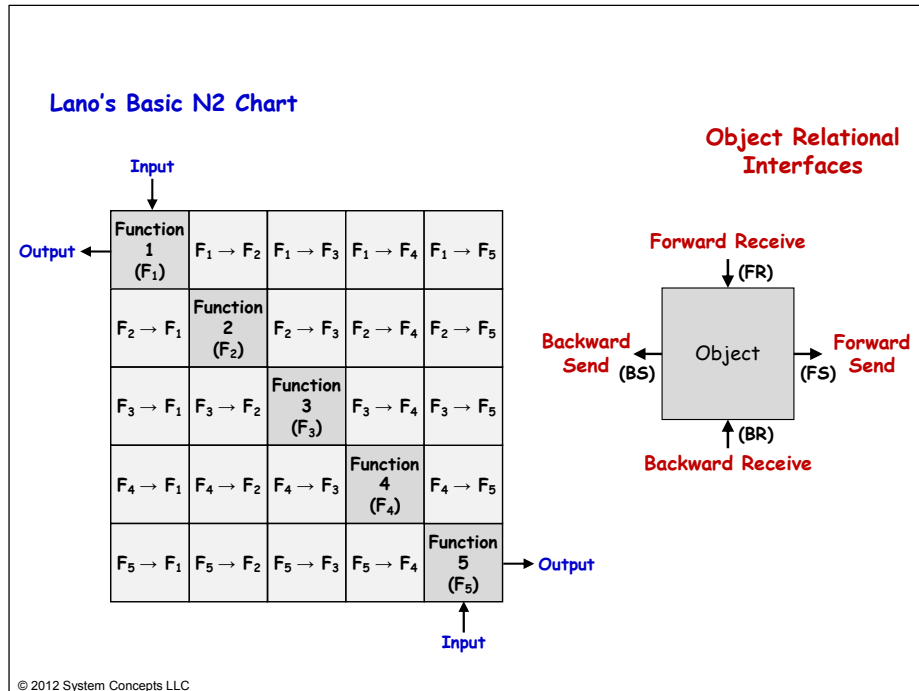 Lano's Basic N2 Chart
Object Relational
Interfaces
Input
Output
Function
1
(F₁)
F₁ → F₂
F₁ → F₃
F₁ → F₄
F₁ → F₅
F₂ → F₁
Function
2
(F₂)
F₂ → F₃
F₂ → F₄
F₂ → F₅
F₃ → F₁
F₃ → F₂
Function
3
(F₃)
F₃ → F₄
F₃ → F₅
F₄ → F₁
F₄ → F₂
F₄ → F₃
Function
4
(F₄)
F₄ → F₅
F₅ → F₁
F₅ → F₂
F₅ → F₃
F₅ → F₄
Function
5
(F₅)
Output
Input
Forward Receive
(FR)
Backward
Send
(BS)
Object
Forward
Send
(FS)
(BR)
Backward Receive
© 2012 System Concepts LLC